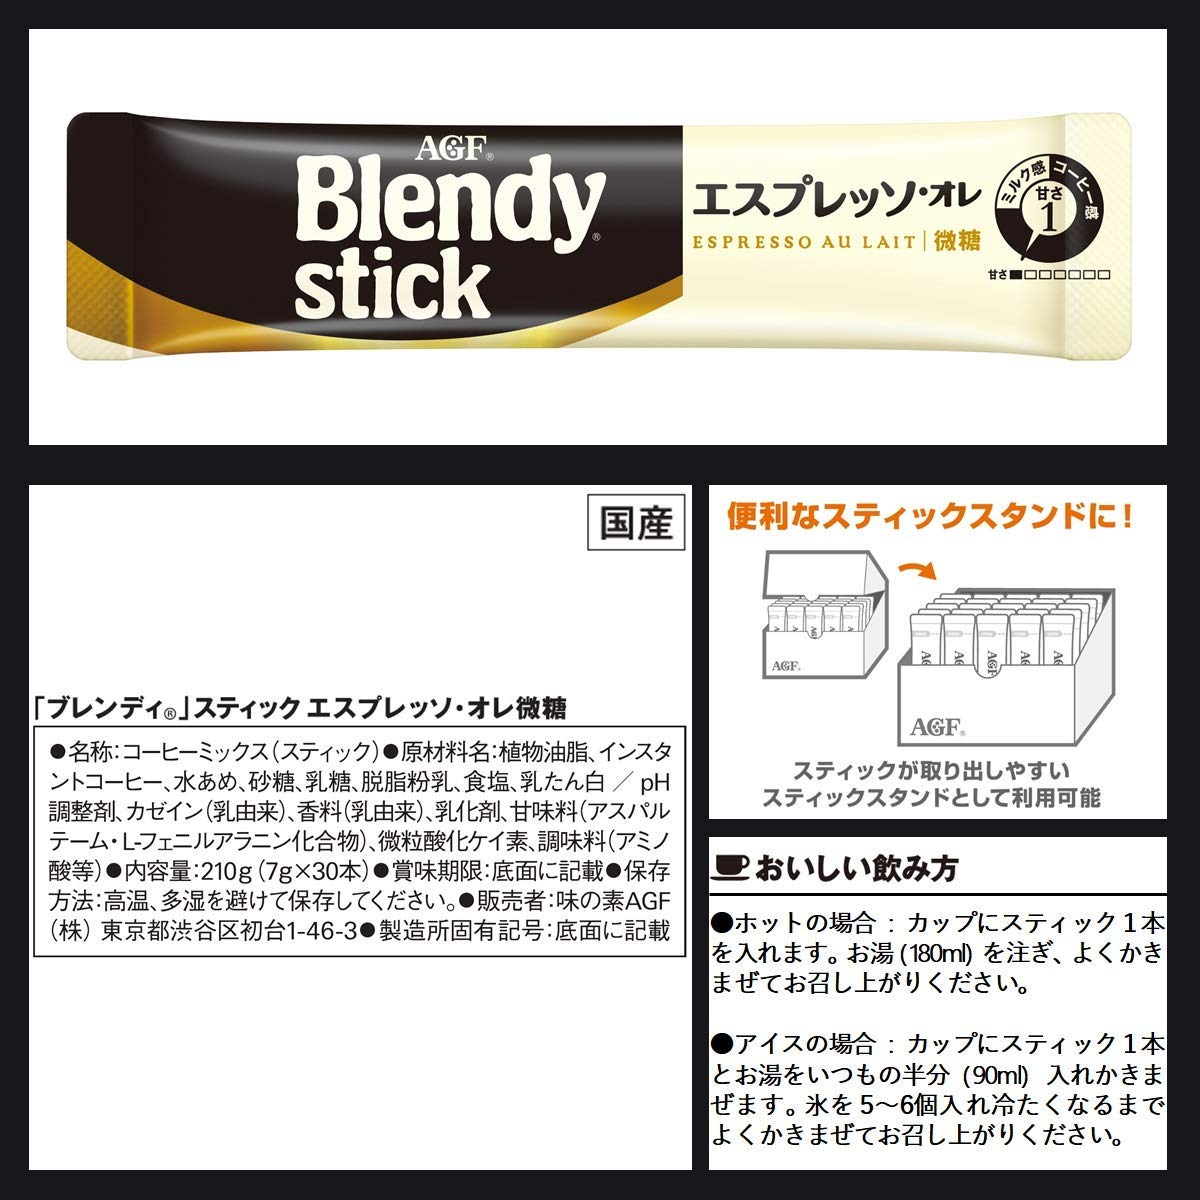 AGF®
Blendy®
stick
エスプレッソ・オレ
ESPRESSO AU LAIT | 微糖
ミルク感 コーヒー感
甘さ
1
甘さ■□□□□□□
国産
「ブレンディ®」スティック エスプレッソ・オレ微糖
●名称:コーヒーミックス(スティック)●原材料名:植物油脂、インスタ
ントコーヒー、水あめ、砂糖、乳糖、脱脂粉乳、食塩、乳たん白 / pH
調整剤、カゼイン(乳由来)、香料(乳由来)、乳化剤、甘味料(アスパル
テーム・L-フェニルアラニン化合物)、微粒酸化ケイ素、調味料(アミノ
酸等)●内容量:210g(7g×30本)●賞味期限:底面に記載●保存
方法:高温、多湿を避けて保存してください。●販売者:味の素AGF
(株) 東京都渋谷区初台1-46-3●製造所固有記号:底面に記載
便利なスティックスタンドに!
AGF®
AGF®
スティックが取り出しやすい
スティックスタンドとして利用可能
おいしい飲み方
●ホットの場合 : カップにスティック1本
を入れます。お湯(180ml) を注ぎ、よくかき
まぜてお召し上がりください。
●アイスの場合 : カップにスティック1本
とお湯をいつもの半分 (90ml) 入れかきま
ぜます。氷を5〜6個入れ冷たくなるまで
よくかきまぜてお召し上がりください。